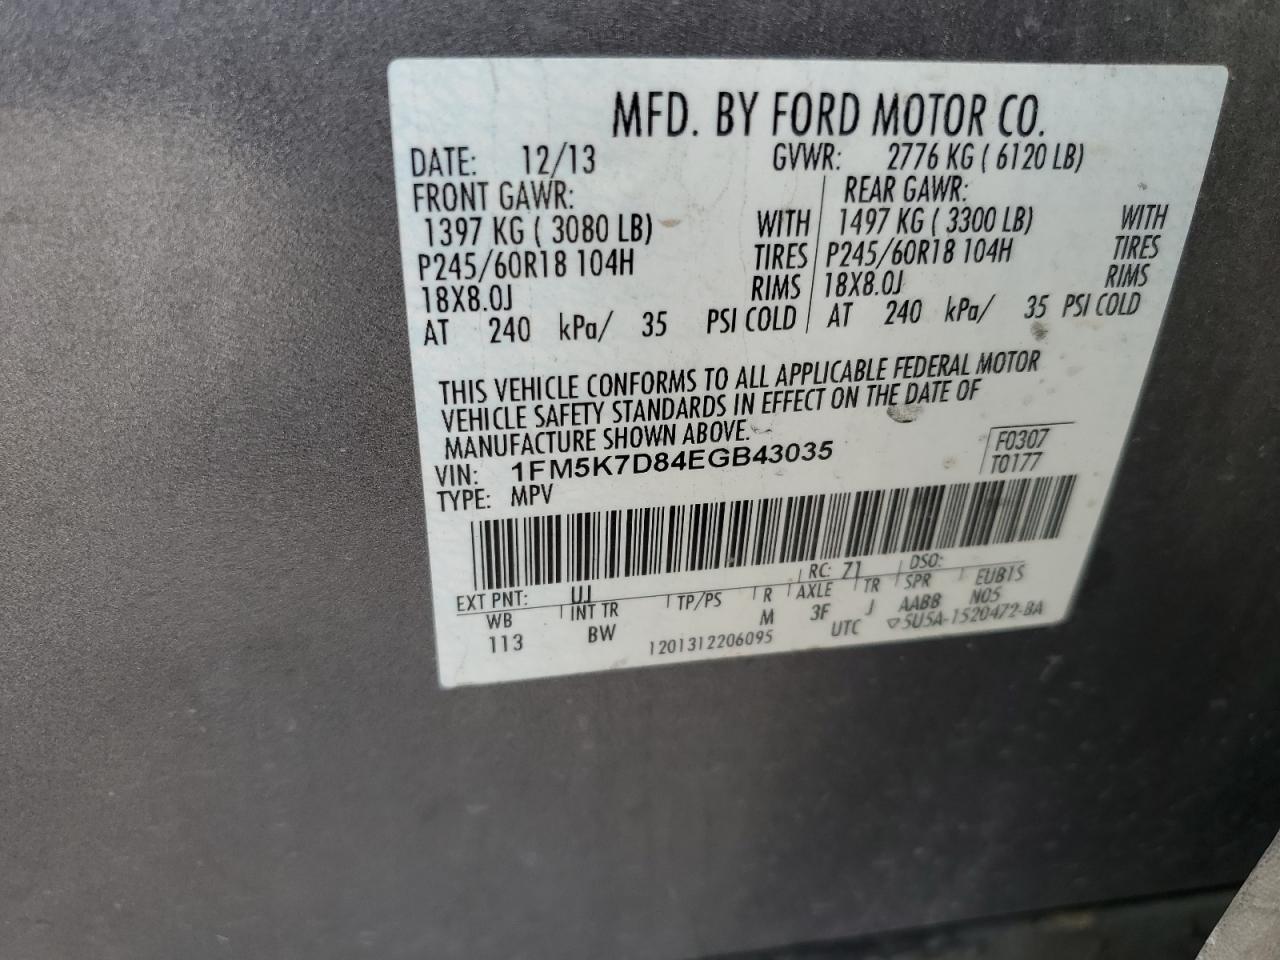 MFD. BY FORD MOTOR CO.
DATE: 12/13 GVWR: 2776 KG ( 6120 LB)
FRONT GAWR: REAR GAWR:
1397 KG ( 3080 LB) WITH 1497 KG ( 3300 LB) WITH
P245/60R18 104H TIRES P245/60R18 104H TIRES
18X8.0J RIMS 18X8.0J RIMS
AT 240 kPa/ 35 PSI COLD AT 240 kPa/ 35 PSI COLD
THIS VEHICLE CONFORMS TO ALL APPLICABLE FEDERAL MOTOR
VEHICLE SAFETY STANDARDS IN EFFECT ON THE DATE OF
MANUFACTURE SHOWN ABOVE.
VIN: 1FM5K7D84EGB43035 F0307
TYPE: MPV T0177
EXT PNT: UJ RC: 71 DSO:
WB INT TR TP/PS R AXLE TR SPR EUB1S
113 BW M 3F J AABB N05
1201312206095 UTC ▽5U5A-1520472-BA